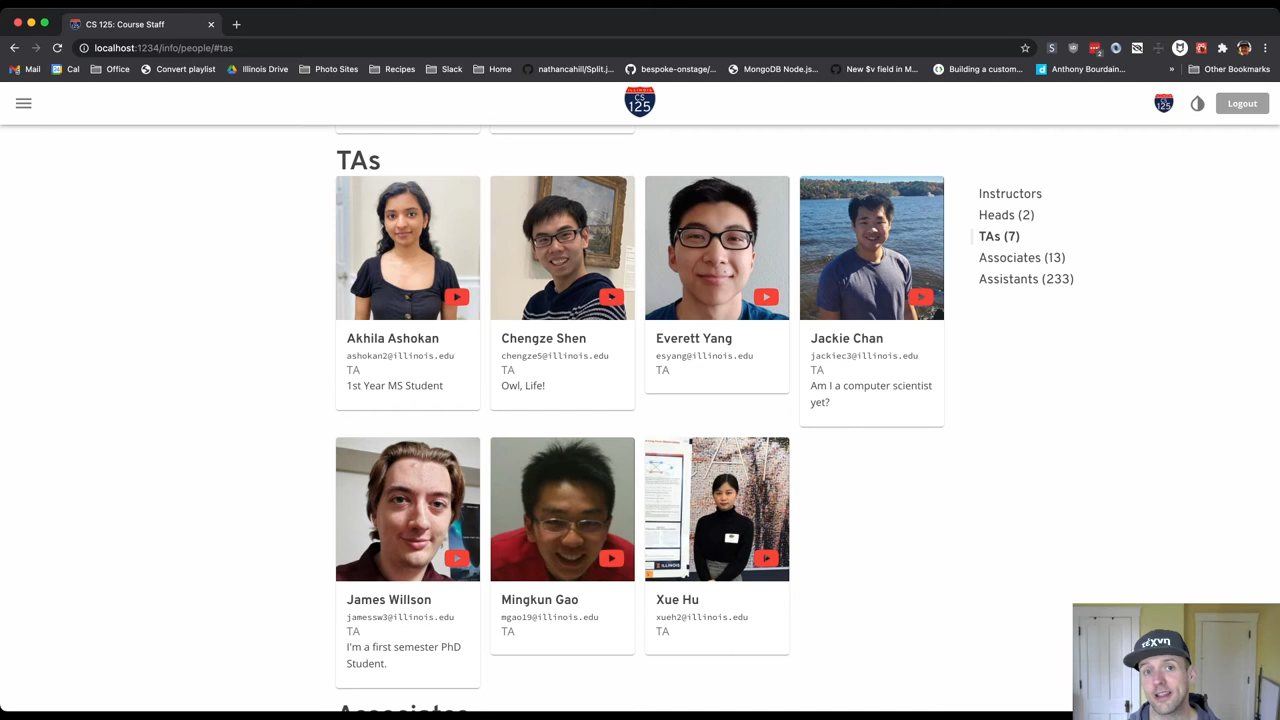 CS 125: Course Staff
localhost:1234/info/people/#tas
Mail
Cal
Office
Convert playlist
Illinois Drive
Photo Sites
Recipes
Slack
Home
nathancahill/Split.j...
bespoke-onstage/...
MongoDB Node.js...
New $v field in M...
Building a custom...
Anthony Bourdain...
»
Other Bookmarks
ILLINOIS
CS
125
Logout
TAs
Instructors
Heads (2)
TAs (7)
Associates (13)
Assistants (233)
Akhila Ashokan
ashokan2@illinois.edu
TA
1st Year MS Student
Chengze Shen
chengze5@illinois.edu
TA
Owl, Life!
Everett Yang
esyang@illinois.edu
TA
Jackie Chan
jackiec3@illinois.edu
TA
Am I a computer scientist
yet?
James Willson
jamessw3@illinois.edu
TA
I'm a first semester PhD
Student.
Mingkun Gao
mgao19@illinois.edu
TA
Xue Hu
xueh2@illinois.edu
TA